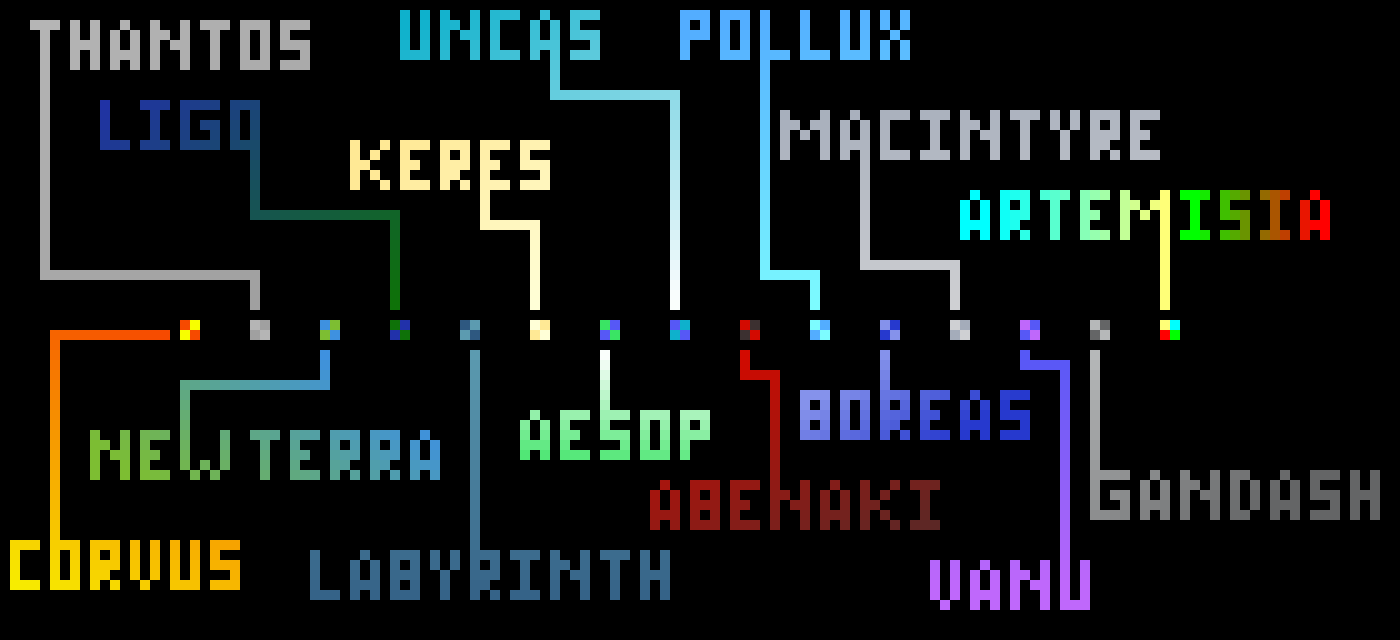 THANTOS
UNCAS
POLLUX
LIGO
MACINTYRE
KERES
ARTEMISIA
NEW TERRA
AESOP
BOREAS
ABENAKI
GANDASH
CORVUS
LABYRINTH
VANU